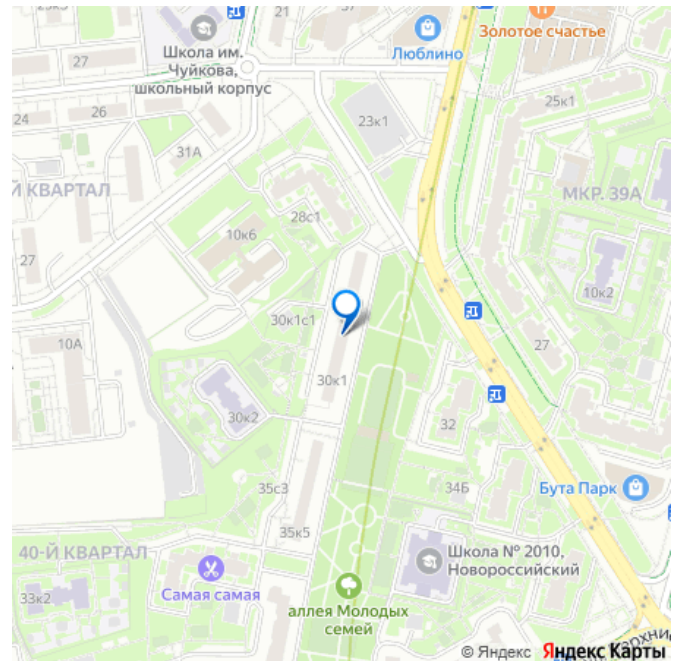 21
Люблино
Золотое счастье
Школа им.
Чуйкова,
школьный корпус
27
24
26
23к1
25к1
31А
Й КВАРТАЛ
МКР. 39А
28с1
10к6
27
10к2
30к1с1
10А
27
30к1
30к2
32
35с3
34Б
Бута Парк
35к5
40-Й КВАРТАЛ
Школа № 2010,
Новороссийский
Самая самая
33к2
аллея Молодых
семей
© Яндекс Яндекс Карты